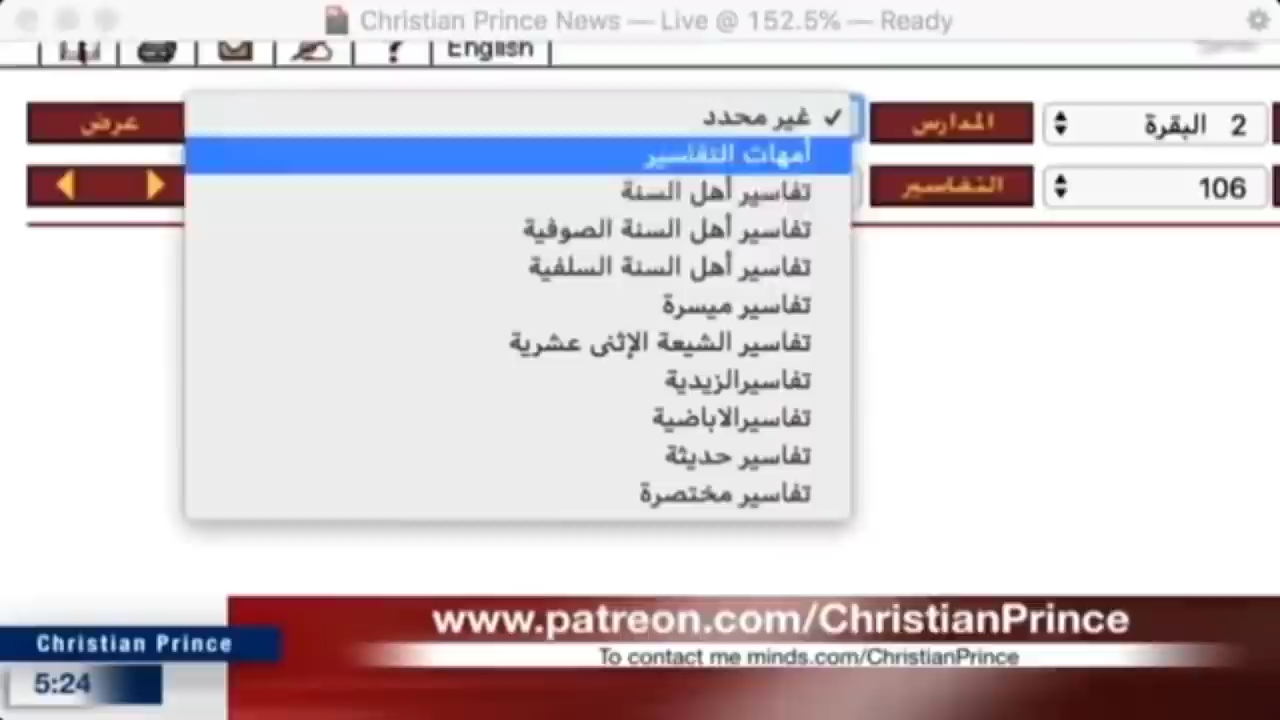 Christian Prince News — Live @ 152.5% — Ready
? English
2 البقرة المدارس عرض
✓ غير محدد
أمهات التفاسير
تفاسير أهل السنة
تفاسير أهل السنة الصوفية
تفاسير أهل السنة السلفية
تفاسير ميسرة
تفاسير الشيعة الإثنى عشرية
تفاسيرالزيدية
تفاسيرالاباضية
تفاسير حديثة
تفاسير مختصرة
106 التفاسير
www.patreon.com/ChristianPrince
To contact me minds.com/ChristianPrince
Christian Prince
5:24